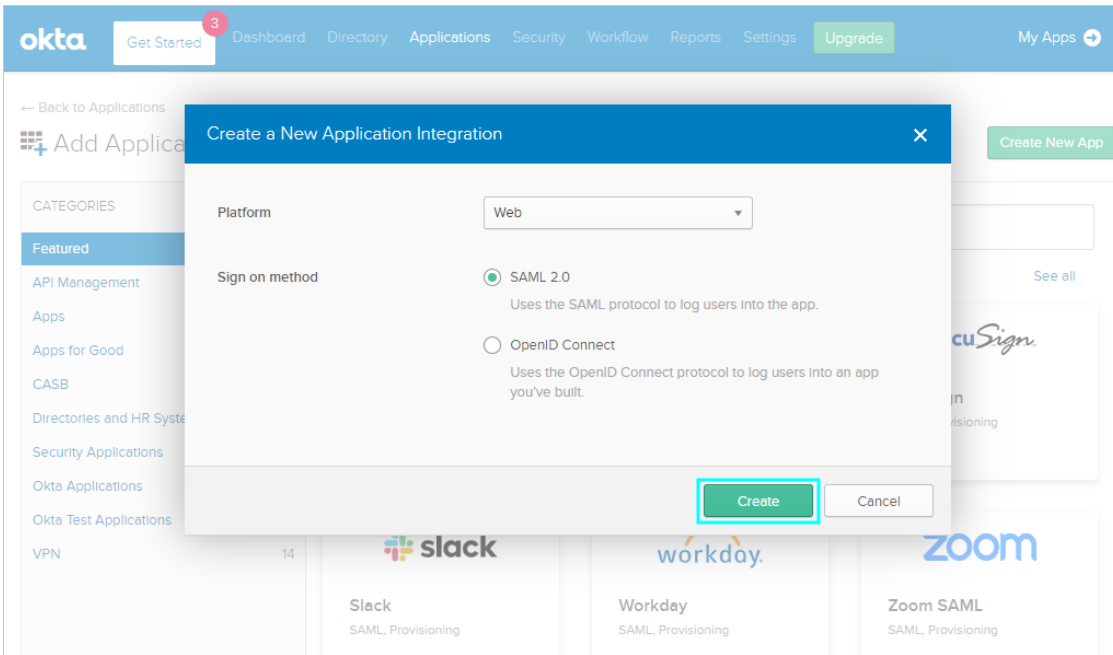 okta
Get Started
3
Dashboard
Directory
Applications
Security
Workflow
Reports
Settings
Upgrade
My Apps
← Back to Applications
Add Applica
Create New App
Create a New Application Integration
Platform
Web
Sign on method
SAML 2.0
Uses the SAML protocol to log users into the app.
OpenID Connect
Uses the OpenID Connect protocol to log users into an app
you've built.
Create
Cancel
CATEGORIES
Featured
API Management
Apps
Apps for Good
CASB
Directories and HR Syste
Security Applications
Okta Applications
Okta Test Applications
VPN
14
See all
cuSign
gn
visioning
slack
Slack
SAML, Provisioning
workday.
Workday
SAML, Provisioning
zoom
Zoom SAML
SAML, Provisioning